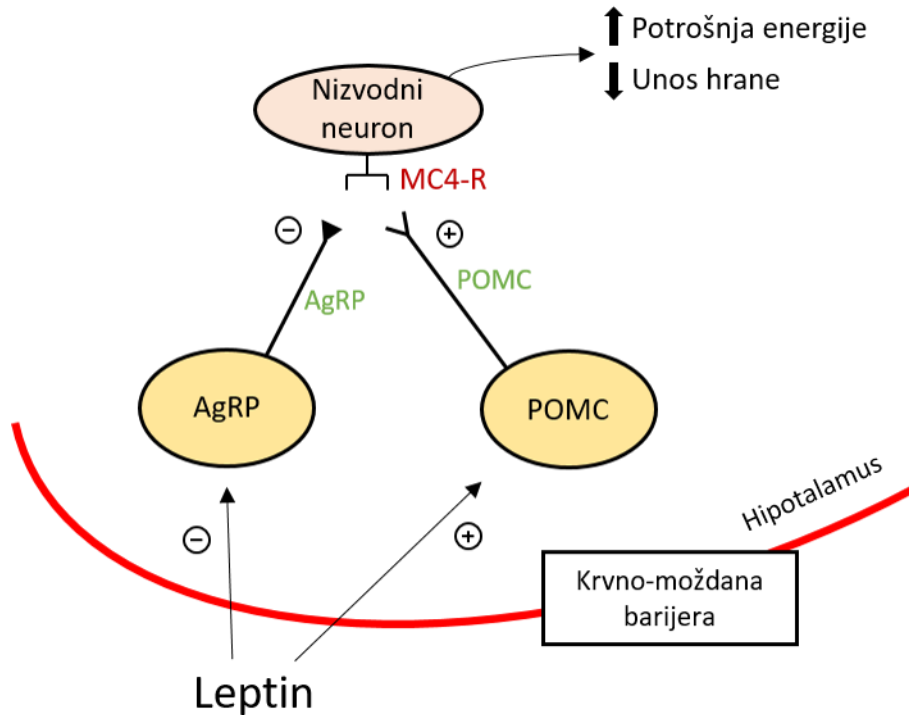 Potrošnja energije
Unos hrane
Nizvodni
neuron
MC4-R
AgRP
POMC
AgRP
POMC
Hipotalamus
Krvno-moždana
barijera
Leptin